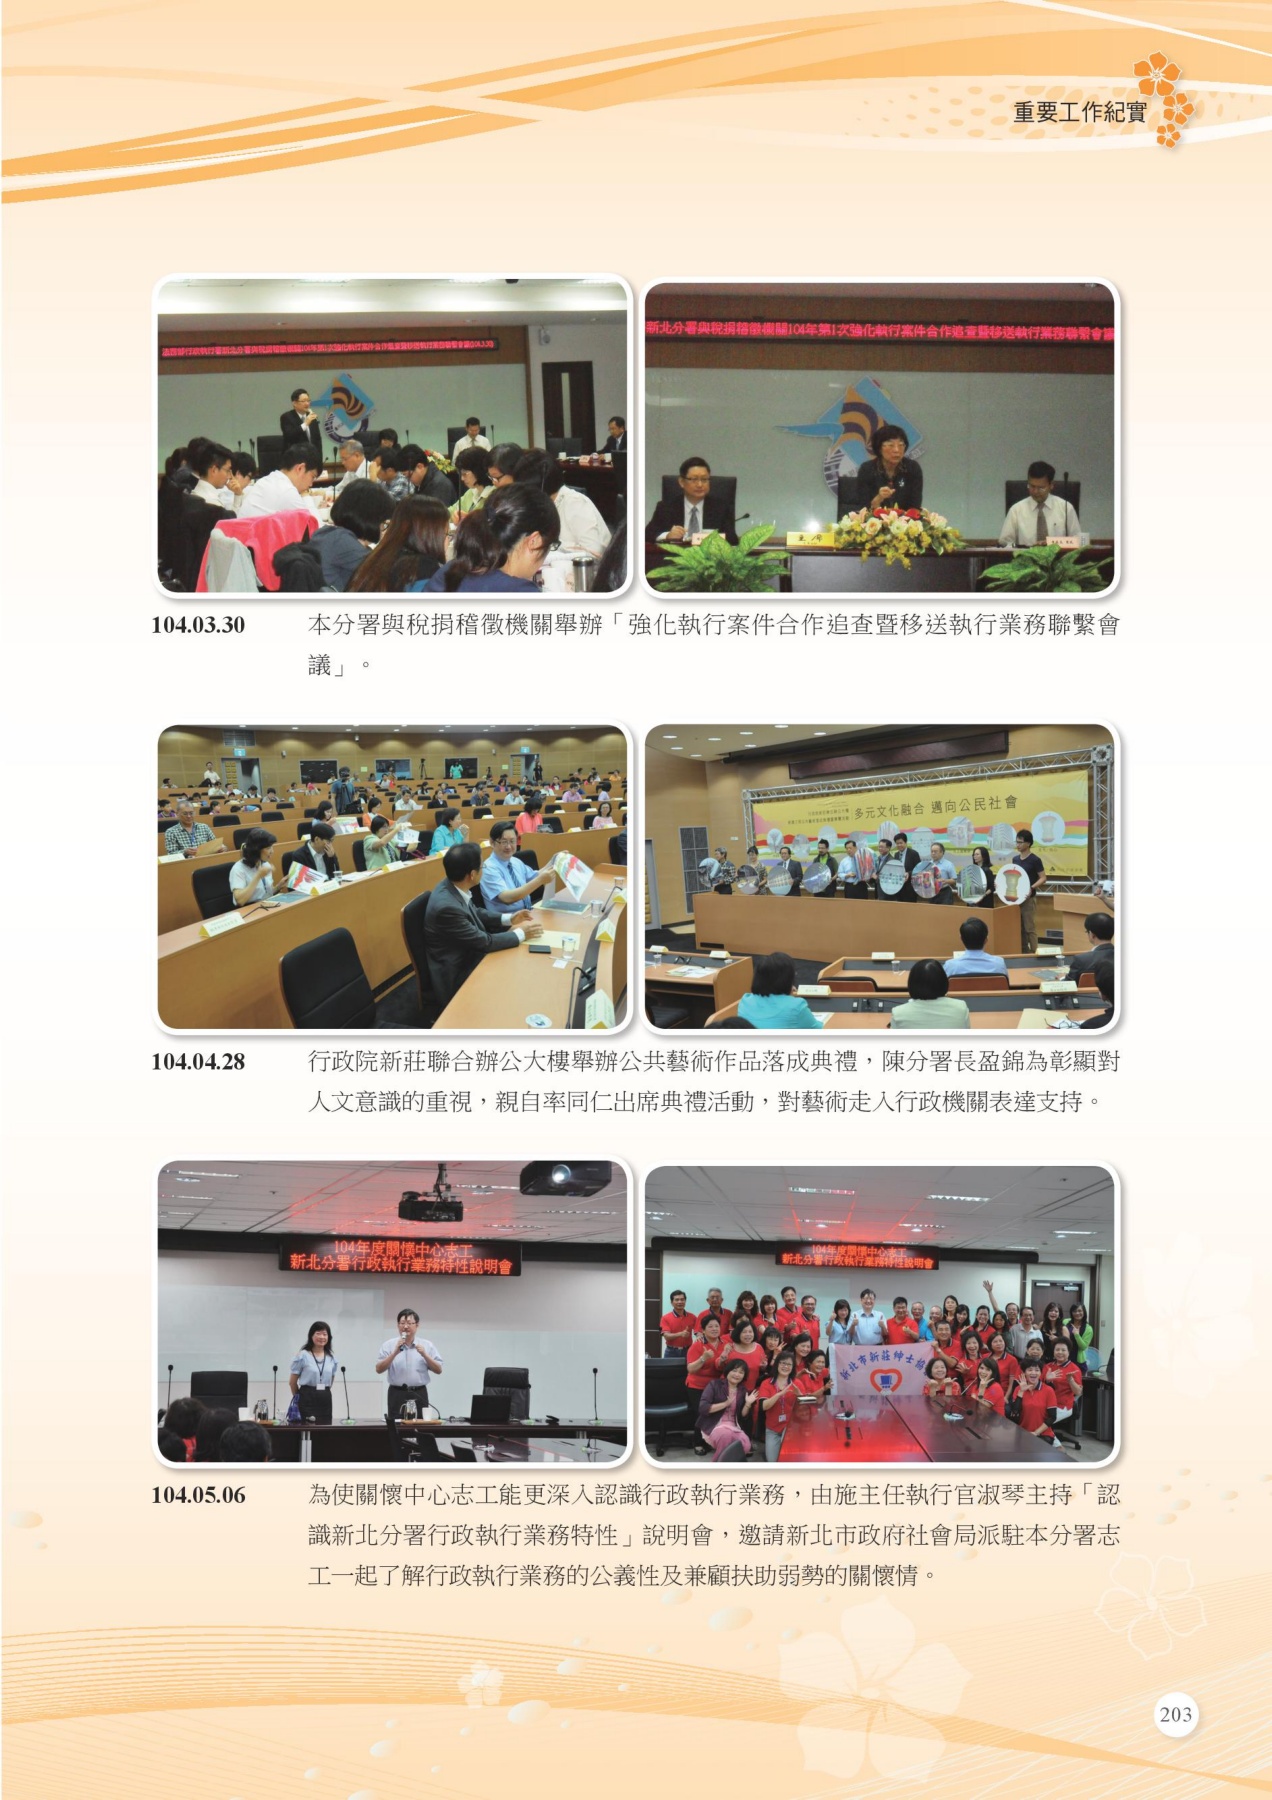 重要工作紀實
新北分署與稅捐稽徵機關104年第1次強化執行案件合作追查暨移送執行業務聯繫會議
主席
104.03.30 本分署與稅捐稽徵機關舉辦「強化執行案件合作追查暨移送執行業務聯繫會
議」。
多元文化融合 邁向公民社會
104.04.28 行政院新莊聯合辦公大樓舉辦公共藝術作品落成典禮，陳分署長盈錦為彰顯對
人文意識的重視，親自率同仁出席典禮活動，對藝術走入行政機關表達支持。
104年度關懷中心志工
新北分署行政執行業務特性說明會
104年度關懷中心志工
新北分署行政執行業務特性說明會
新北市新莊紳士協
104.05.06 為使關懷中心志工能更深入認識行政執行業務，由施主任執行官淑琴主持「認
識新北分署行政執行業務特性」說明會，邀請新北市政府社會局派駐本分署志
工一起了解行政執行業務的公義性及兼顧扶助弱勢的關懷情。
203